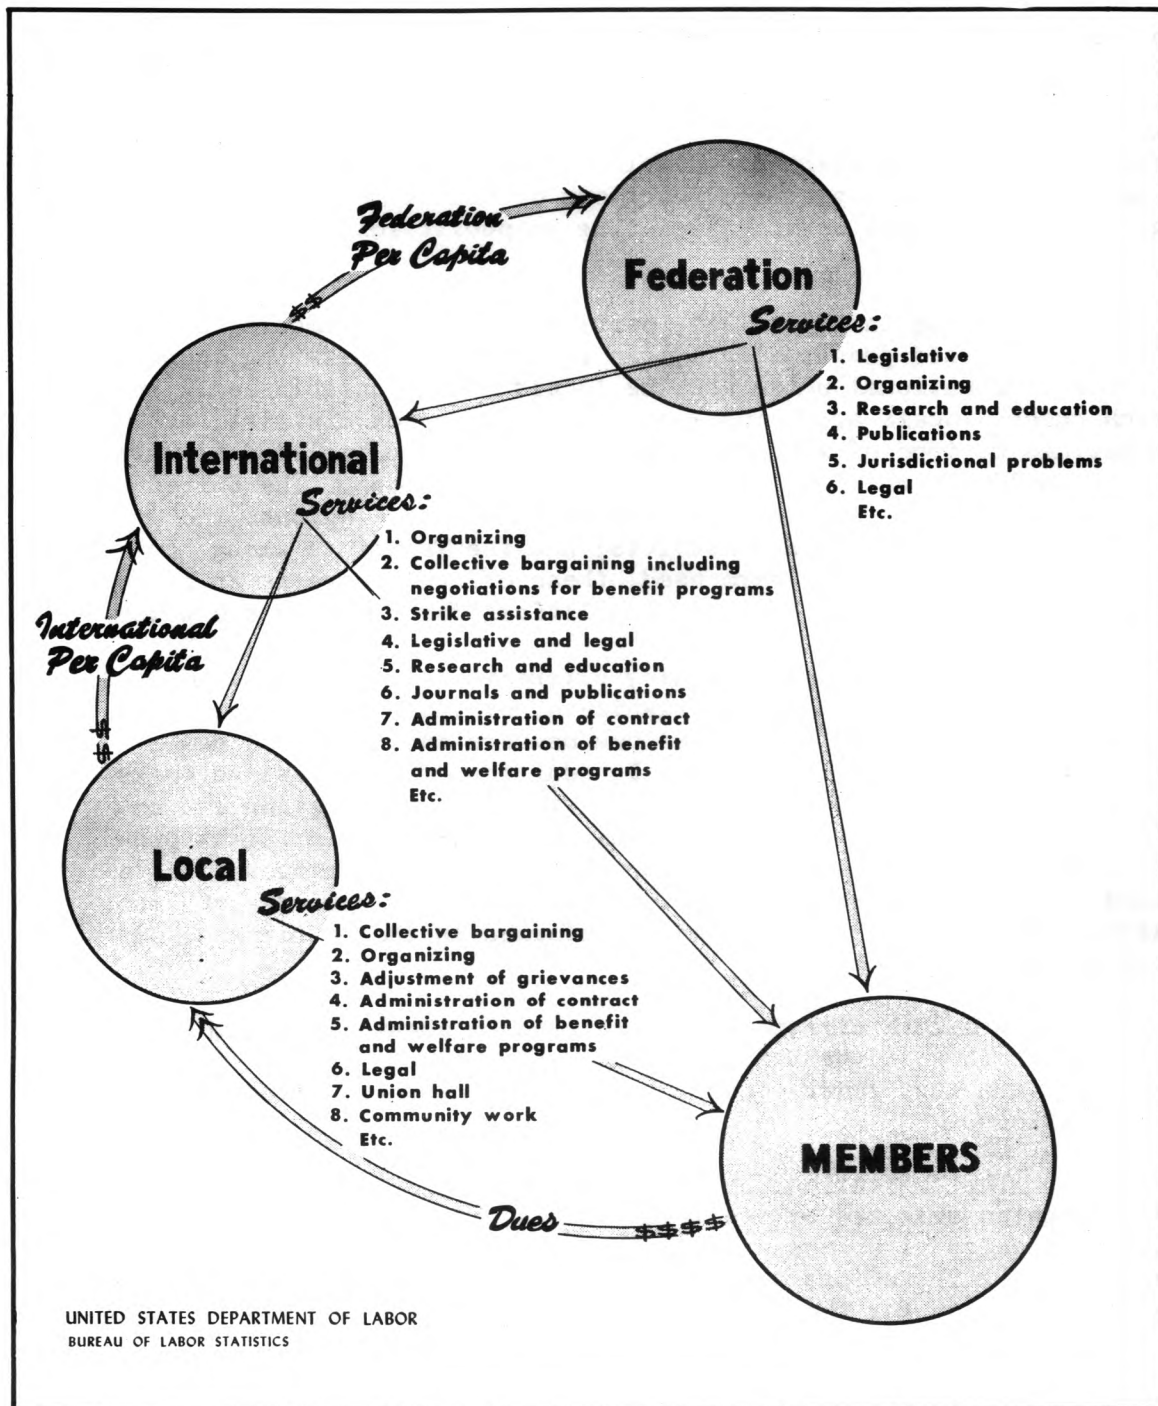 Federation
Per Capita
$$
Federation
Services:
1. Legislative
2. Organizing
3. Research and education
4. Publications
5. Jurisdictional problems
6. Legal
Etc.
International
Services:
1. Organizing
2. Collective bargaining including
negotiations for benefit programs
3. Strike assistance
4. Legislative and legal
5. Research and education
6. Journals and publications
7. Administration of contract
8. Administration of benefit
and welfare programs
Etc.
International
Per Capita
$$
Local
Services:
1. Collective bargaining
2. Organizing
3. Adjustment of grievances
4. Administration of contract
5. Administration of benefit
and welfare programs
6. Legal
7. Union hall
8. Community work
Etc.
MEMBERS
Dues
$$$$
UNITED STATES DEPARTMENT OF LABOR
BUREAU OF LABOR STATISTICS